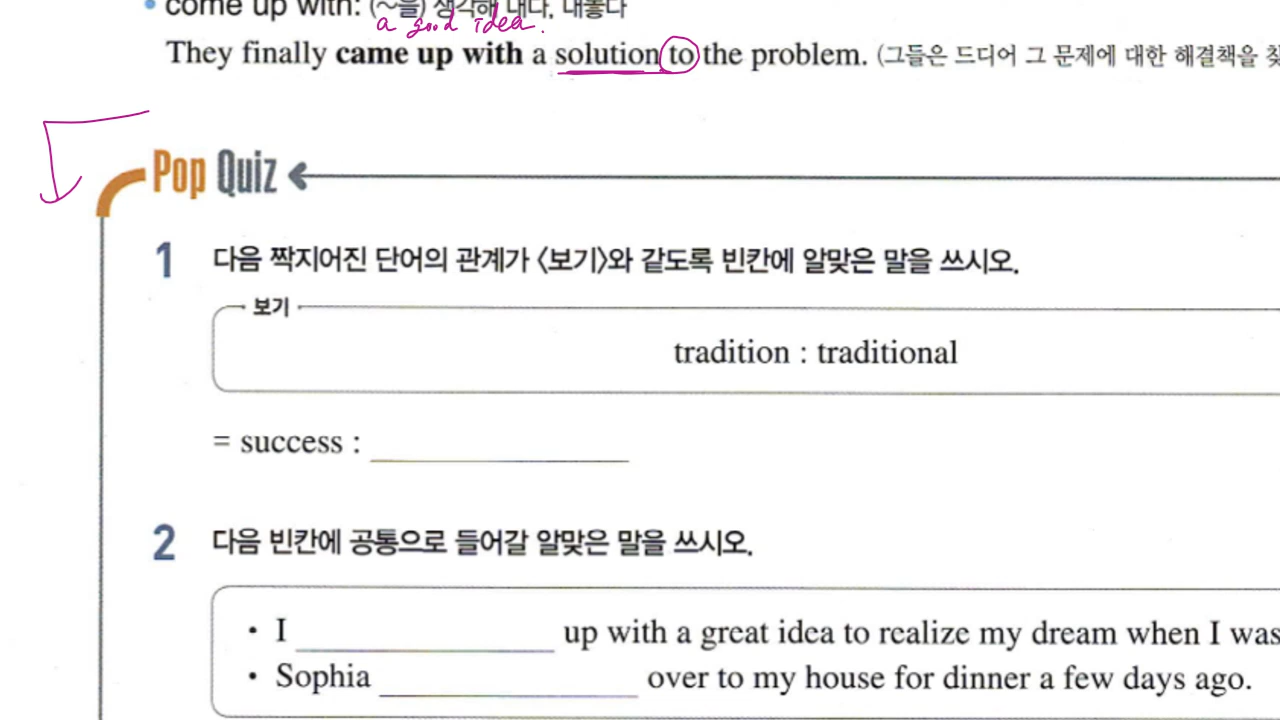 • come up with: (~을) 생각해 내다, 내놓다
a good idea.
They finally came up with a solution to the problem. (그들은 드디어 그 문제에 대한 해결책을
Pop Quiz
1 다음 짝지어진 단어의 관계가 〈보기〉와 같도록 빈칸에 알맞은 말을 쓰시오.
보기
tradition : traditional
= success :
2 다음 빈칸에 공통으로 들어갈 알맞은 말을 쓰시오.
• I up with a great idea to realize my dream when I was
• Sophia over to my house for dinner a few days ago.